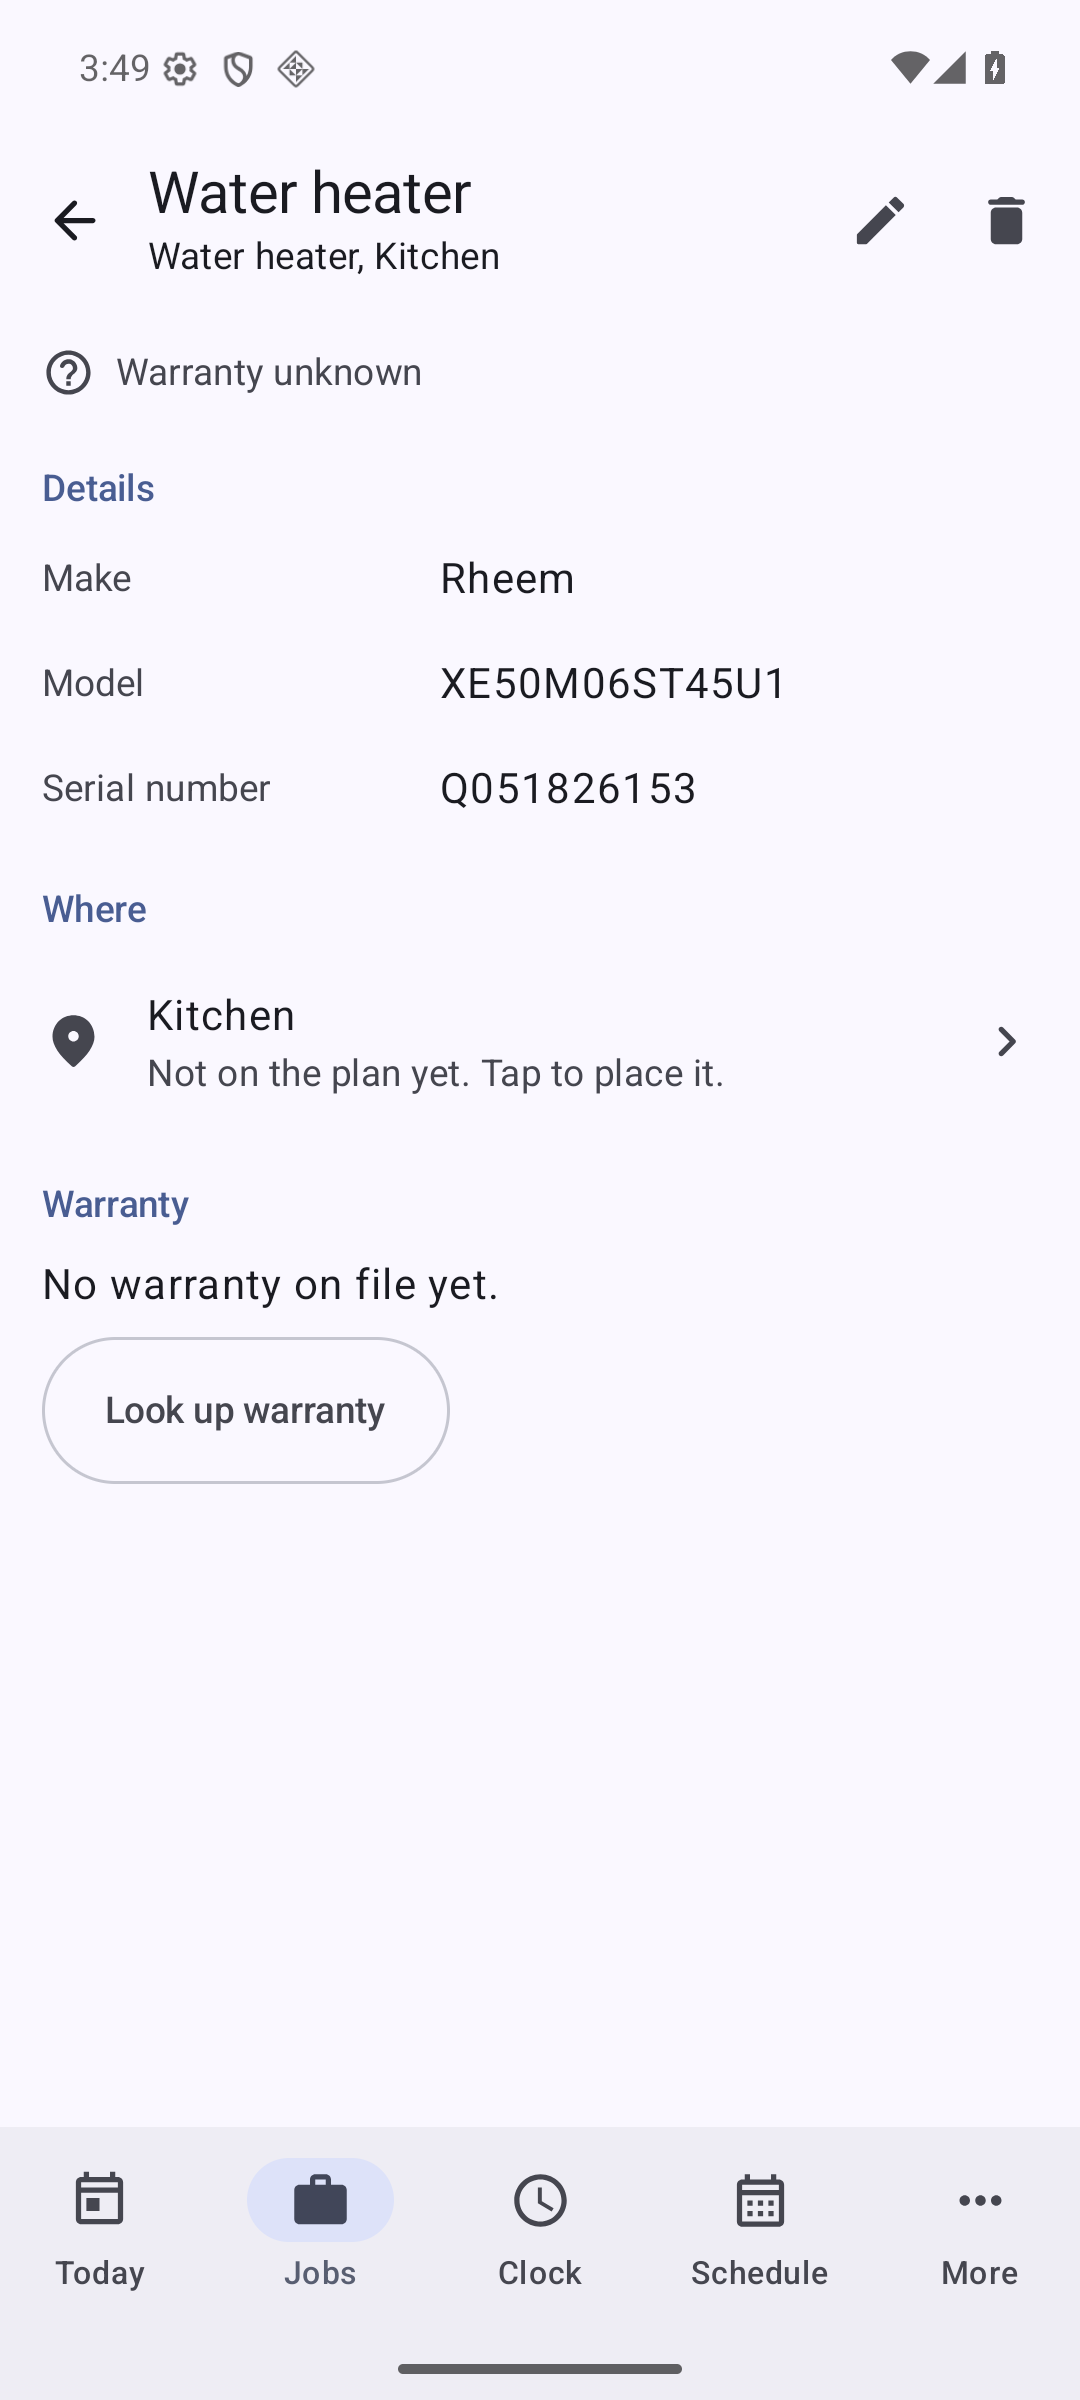 3:49
Water heater
Water heater, Kitchen
Warranty unknown
Details
Make Rheem
Model XE50M06ST45U1
Serial number Q051826153
Where
Kitchen
Not on the plan yet. Tap to place it.
Warranty
No warranty on file yet.
Look up warranty
Today Jobs Clock Schedule More